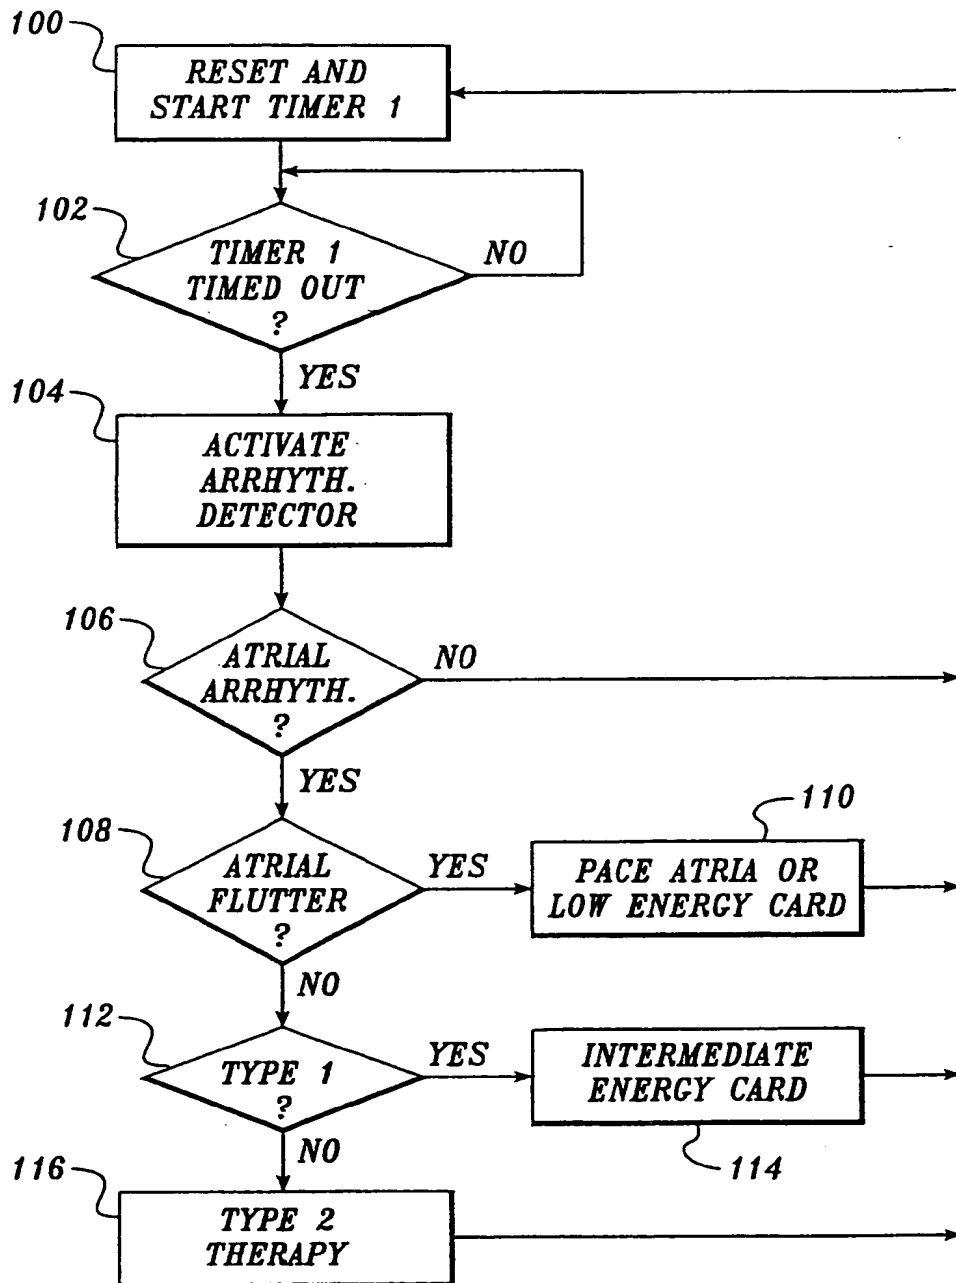 100
RESET AND
START TIMER 1
102
TIMER 1
TIMED OUT
?
NO
YES
104
ACTIVATE
ARRHYTH.
DETECTOR
106
ATRIAL
ARRHYTH.
?
NO
YES
108
ATRIAL
FLUTTER
?
YES
110
PACE ATRIA OR
LOW ENERGY CARD
NO
112
TYPE 1
?
YES
INTERMEDIATE
ENERGY CARD
114
NO
116
TYPE 2
THERAPY